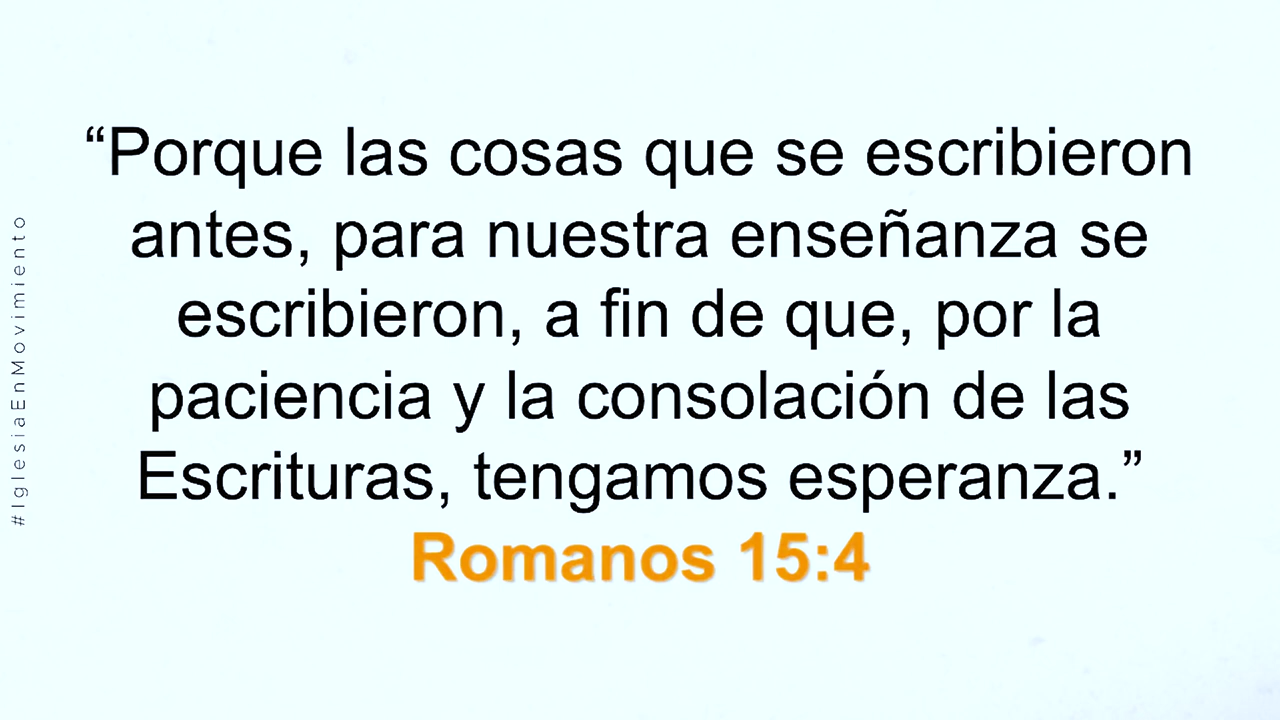 “Porque las cosas que se escribieron
antes, para nuestra enseñanza se
escribieron, a fin de que, por la
paciencia y la consolación de las
Escrituras, tengamos esperanza.”
Romanos 15:4
#IglesiaEnMovimiento